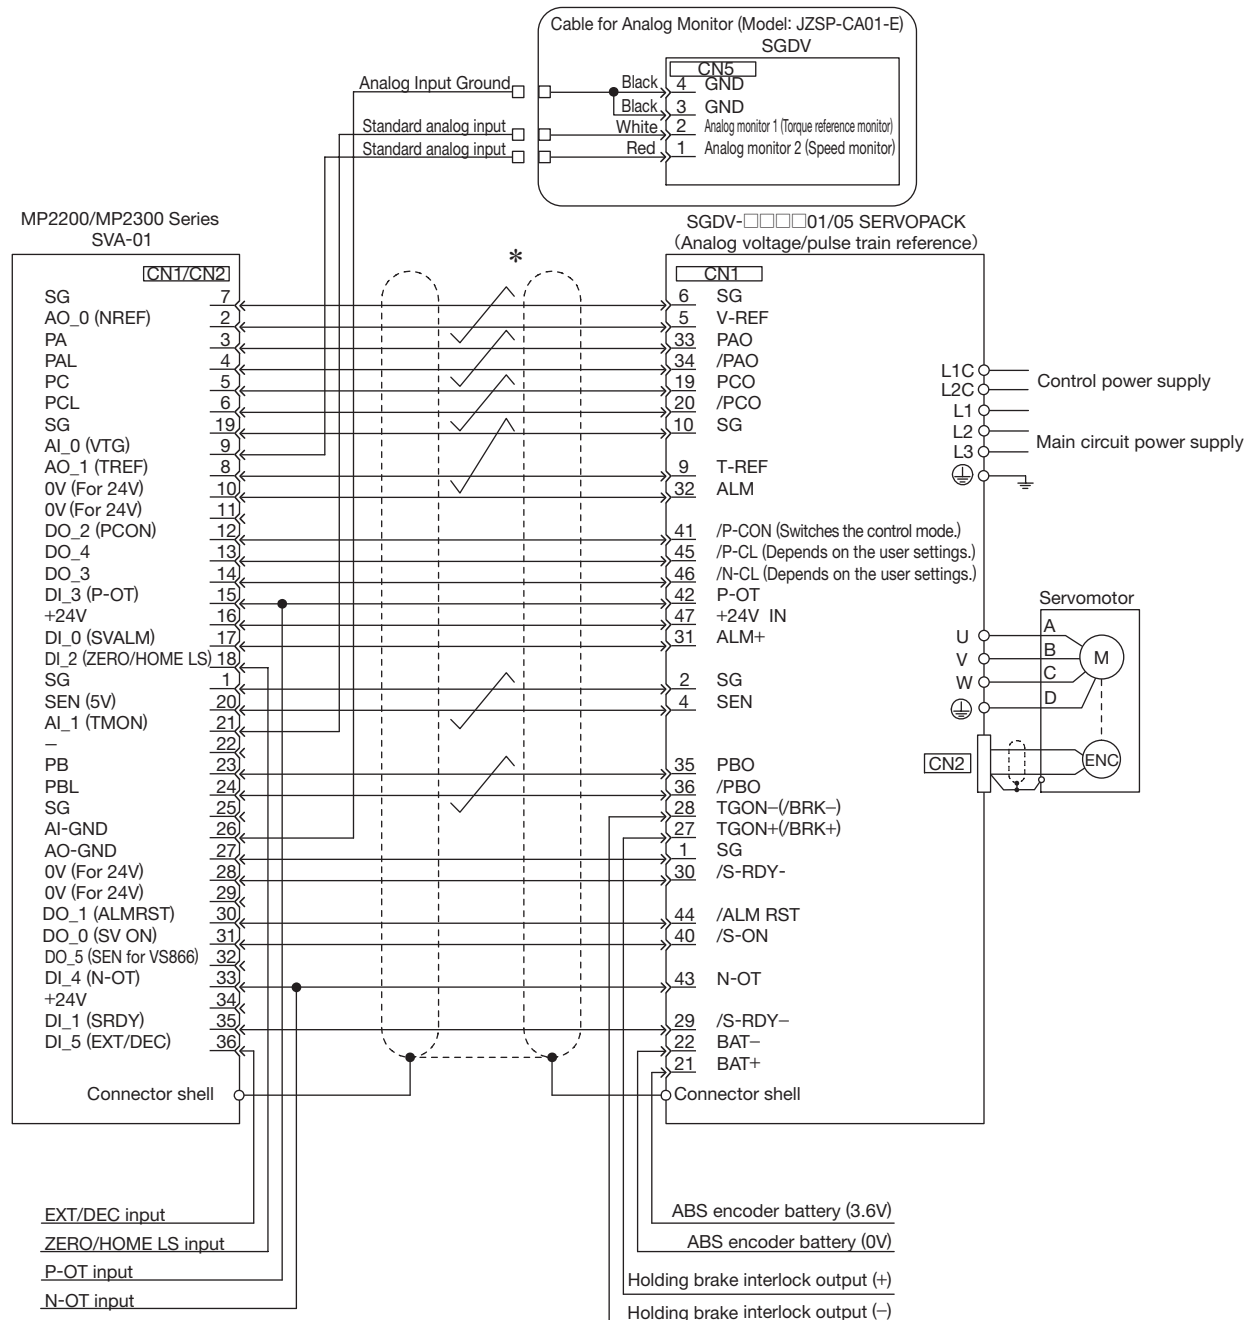 Cable for Analog Monitor (Model: JZSP-CA01-E)
SGDV
CN5
Analog Input Ground
Black 4 GND
Black 3 GND
Standard analog input
White 2 Analog monitor 1 (Torque reference monitor)
Standard analog input
Red 1 Analog monitor 2 (Speed monitor)
MP2200/MP2300 Series
SVA-01
CN1/CN2
SG 7
AO_0 (NREF) 2
PA 3
PAL 4
PC 5
PCL 6
SG 19
AI_0 (VTG) 9
AO_1 (TREF) 8
0V (For 24V) 10
0V (For 24V) 11
DO_2 (PCON) 12
DO_4 13
DO_3 14
DI_3 (P-OT) 15
+24V 16
DI_0 (SVALM) 17
DI_2 (ZERO/HOME LS) 18
SG 1
SEN (5V) 20
AI_1 (TMON) 21
– 22
PB 23
PBL 24
SG 25
AI-GND 26
AO-GND 27
0V (For 24V) 28
0V (For 24V) 29
DO_1 (ALMRST) 30
DO_0 (SV ON) 31
DO_5 (SEN for VS866) 32
DI_4 (N-OT) 33
+24V 34
DI_1 (SRDY) 35
DI_5 (EXT/DEC) 36
Connector shell
*
SGDV-□□□□01/05 SERVOPACK
(Analog voltage/pulse train reference)
CN1
6 SG
5 V-REF
33 PAO
34 /PAO
19 PCO
20 /PCO
10 SG
9 T-REF
32 ALM
41 /P-CON (Switches the control mode.)
45 /P-CL (Depends on the user settings.)
46 /N-CL (Depends on the user settings.)
42 P-OT
47 +24V IN
31 ALM+
2 SG
4 SEN
35 PBO
36 /PBO
28 TGON−(/BRK−)
27 TGON+(/BRK+)
1 SG
30 /S-RDY-
44 /ALM RST
40 /S-ON
43 N-OT
29 /S-RDY−
22 BAT−
21 BAT+
Connector shell
L1C
L2C
Control power supply
L1
L2
L3
Main circuit power supply
Servomotor
U A
V B
W C
D
M
CN2
ENC
EXT/DEC input
ZERO/HOME LS input
P-OT input
N-OT input
ABS encoder battery (3.6V)
ABS encoder battery (0V)
Holding brake interlock output (+)
Holding brake interlock output (−)